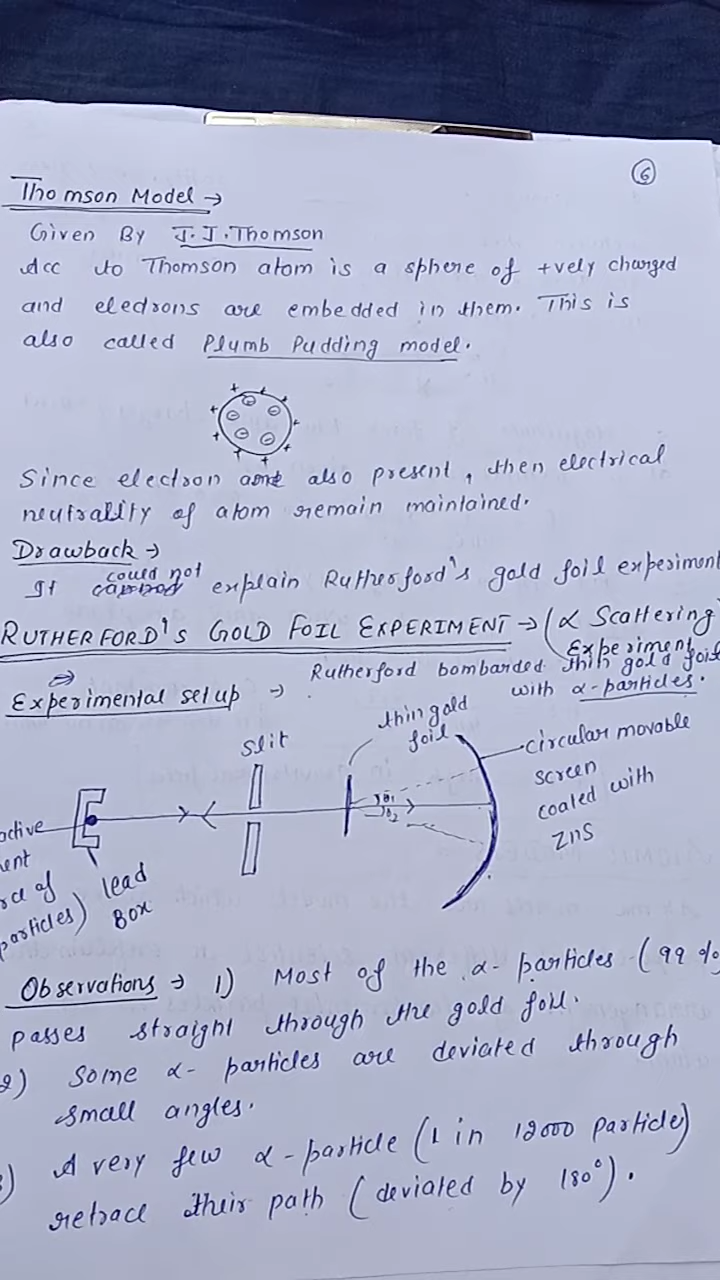 6
Thomson Model →
Given By J.J.Thomson
Acc to Thomson atom is a sphere of +vely charged
and electrons are embedded in them. This is
also called Plumb Pudding model.
Since electron are also present, then electrical
neutrality of atom remain maintained.
Drawback →
It could not explain Rutherford's gold foil experiment
RUTHERFORD'S GOLD FOIL EXPERIMENT → (α Scattering
Experiment
⇒ Rutherford bombarded thin gold foil
Experimental setup → with α-particles.
thin gold
foil
slit
circular movable
screen
coated with
ZnS
θ1
θ2
lead
Box
particles)
Observations → 1) Most of the α- particles (99 %
passes straight through the gold foil.
2) Some α- particles are deviated through
small angles.
) A very few α-particle (1 in 12000 particle)
retrace their path (deviated by 180°).